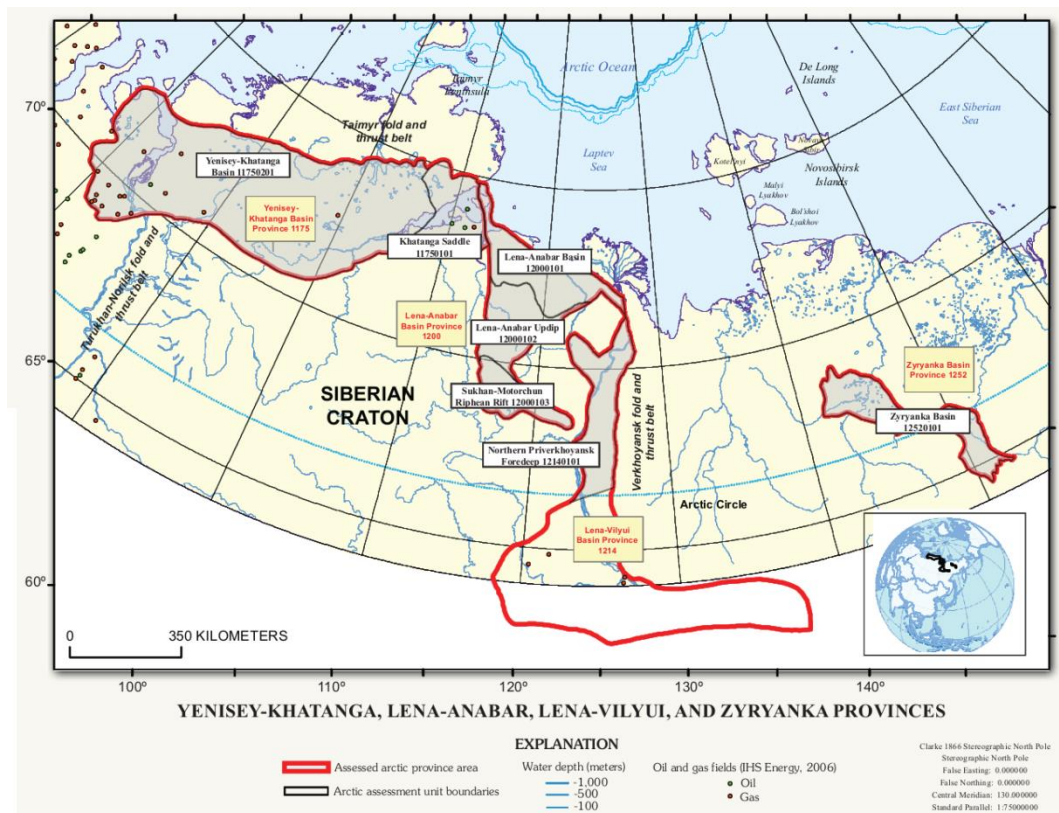 Arctic Ocean
De Long
Islands
East Siberian
Sea
Taimyr
Peninsula
70º
Taimyr fold and
thrust belt
Laptev
Sea
Kotelnyi
Novosibirsk
Islands
Malyi
Lyakhov
Bol'shoi
Lyakhov
Yenisey-Khatanga
Basin 11750201
Yenisey-
Khatanga Basin
Province 1175
Khatanga Saddle
11750101
Lena-Anabar Basin
12000101
Turukhan-Norilsk fold and
thrust belt
Lena-Anabar
Basin Province
1200
Lena-Anabar Updip
12000102
65º
Zyryanka Basin
Province 1252
SIBERIAN
CRATON
Sukhan-Motorchun
Riphean Rift 12000103
Zyryanka Basin
12520101
Verkhoyansk fold and
thrust belt
Northern Priverkhoyansk
Foredeep 12140101
Arctic Circle
Lena-Vilyui
Basin Province
1214
60º
0 350 KILOMETERS
100º 110º 120º 130º 140º
YENISEY-KHATANGA, LENA-ANABAR, LENA-VILYUI, AND ZYRYANKA PROVINCES
EXPLANATION
Assessed arctic province area
Arctic assessment unit boundaries
Water depth (meters)
-1,000
-500
-100
Oil and gas fields (IHS Energy, 2006)
Oil
Gas
Clarke 1866 Stereographic North Pole
Stereographic North Pole
False Easting: 0.000000
False Northing: 0.000000
Central Meridian: 130.000000
Standard Parallel: 1:75000000